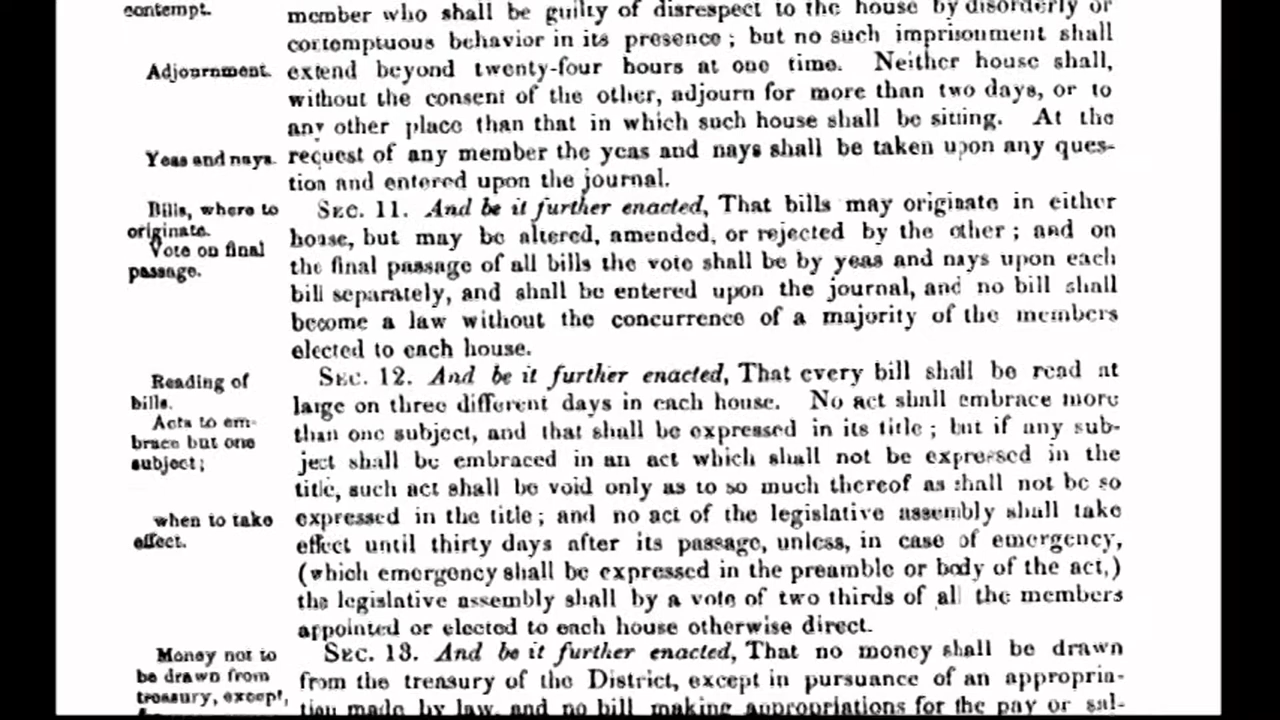 contempt.
member who shall be guilty of disrespect to the house by disorderly or
contemptuous behavior in its presence ; but no such imprisonment shall
Adjournment.
extend beyond twenty-four hours at one time. Neither house shall,
without the consent of the other, adjourn for more than two days, or to
any other place than that in which such house shall be sitting. At the
Yeas and nays.
request of any member the yeas and nays shall be taken upon any ques-
tion and entered upon the journal.
Bills, where to
originate.
Vote on final
passage.
SEC. 11. And be it further enacted, That bills may originate in either
house, but may be altered, amended, or rejected by the other ; and on
the final passage of all bills the vote shall be by yeas and nays upon each
bill separately, and shall be entered upon the journal, and no bill shall
become a law without the concurrence of a majority of the members
elected to each house.
Reading of
bills.
Acts to em-
brace but one
subject ;
SEC. 12. And be it further enacted, That every bill shall be read at
large on three different days in each house. No act shall embrace more
than one subject, and that shall be expressed in its title ; but if any sub-
ject shall be embraced in an act which shall not be expressed in the
title, such act shall be void only as to so much thereof as shall not be so
when to take
effect.
expressed in the title ; and no act of the legislative assembly shall take
effect until thirty days after its passage, unless, in case of emergency,
(which emergency shall be expressed in the preamble or body of the act,)
the legislative assembly shall by a vote of two thirds of all the members
appointed or elected to each house otherwise direct.
Money not to
be drawn from
treasury, except,
SEC. 13. And be it further enacted, That no money shall be drawn
from the treasury of the District, except in pursuance of an appropria-
tion made by law, and no bill making appropriations for the pay or sal-